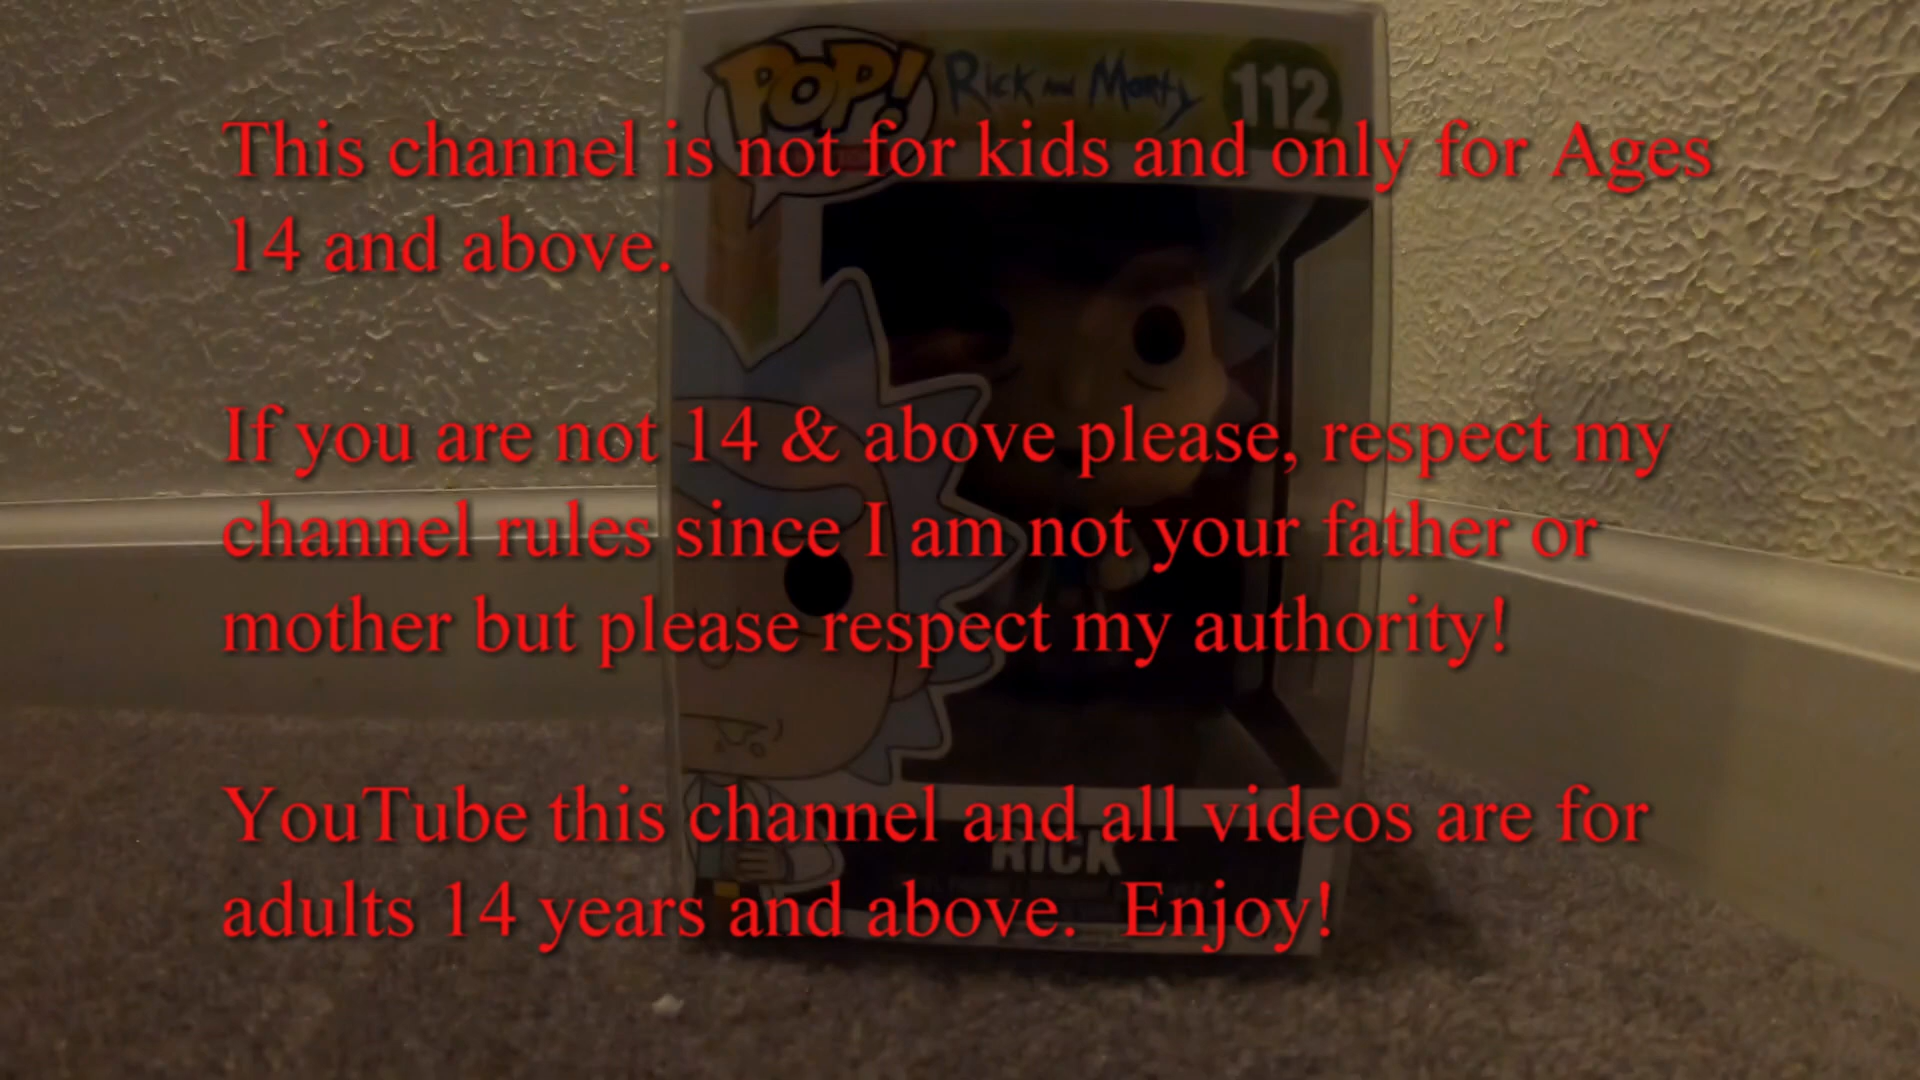 POP! Rick and Morty 112
This channel is not for kids and only for Ages
14 and above.
If you are not 14 & above please, respect my
channel rules since I am not your father or
mother but please respect my authority!
YouTube this channel and all videos are for
RICK
adults 14 years and above.  Enjoy!